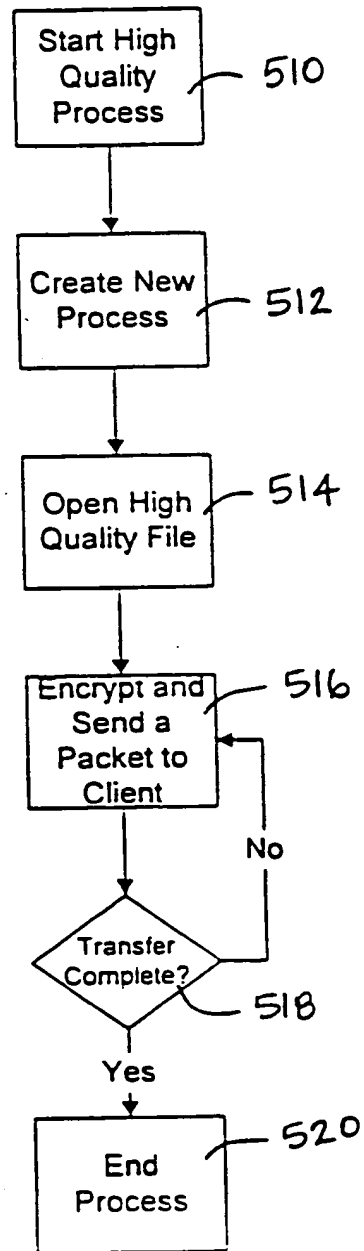 Start High
Quality
Process
510
Create New
Process
512
Open High
Quality File
514
Encrypt and
Send a
Packet to
Client
516
No
Transfer
Complete?
518
Yes
End
Process
520